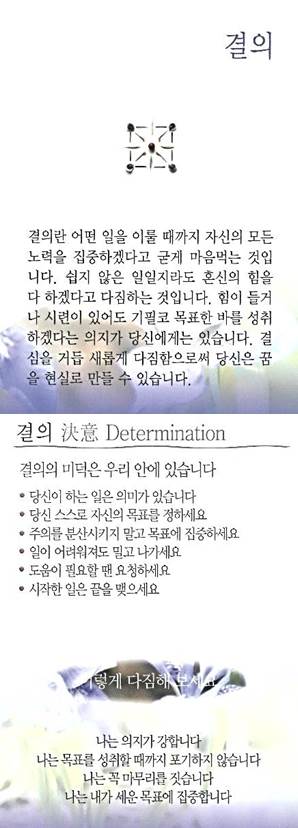 결의
결의란 어떤 일을 이룰 때까지 자신의 모든
노력을 집중하겠다고 굳게 마음먹는 것입
니다. 쉽지 않은 일일지라도 혼신의 힘을
다 하겠다고 다짐하는 것입니다. 힘이 들거
나 시련이 있어도 기필코 목표한 바를 성취
하겠다는 의지가 당신에게는 있습니다. 결
심을 거듭 새롭게 다짐함으로써 당신은 꿈
을 현실로 만들 수 있습니다.
결의 決意 Determination
결의의 미덕은 우리 안에 있습니다
• 당신이 하는 일은 의미가 있습니다
• 당신 스스로 자신의 목표를 정하세요
• 주의를 분산시키지 말고 목표에 집중하세요
• 일이 어려워져도 밀고 나가세요
• 도움이 필요할 땐 요청하세요
• 시작한 일은 끝을 맺으세요
이렇게 다짐해 보세요
나는 의지가 강합니다
나는 목표를 성취할 때까지 포기하지 않습니다
나는 꼭 마무리를 짓습니다
나는 내가 세운 목표에 집중합니다